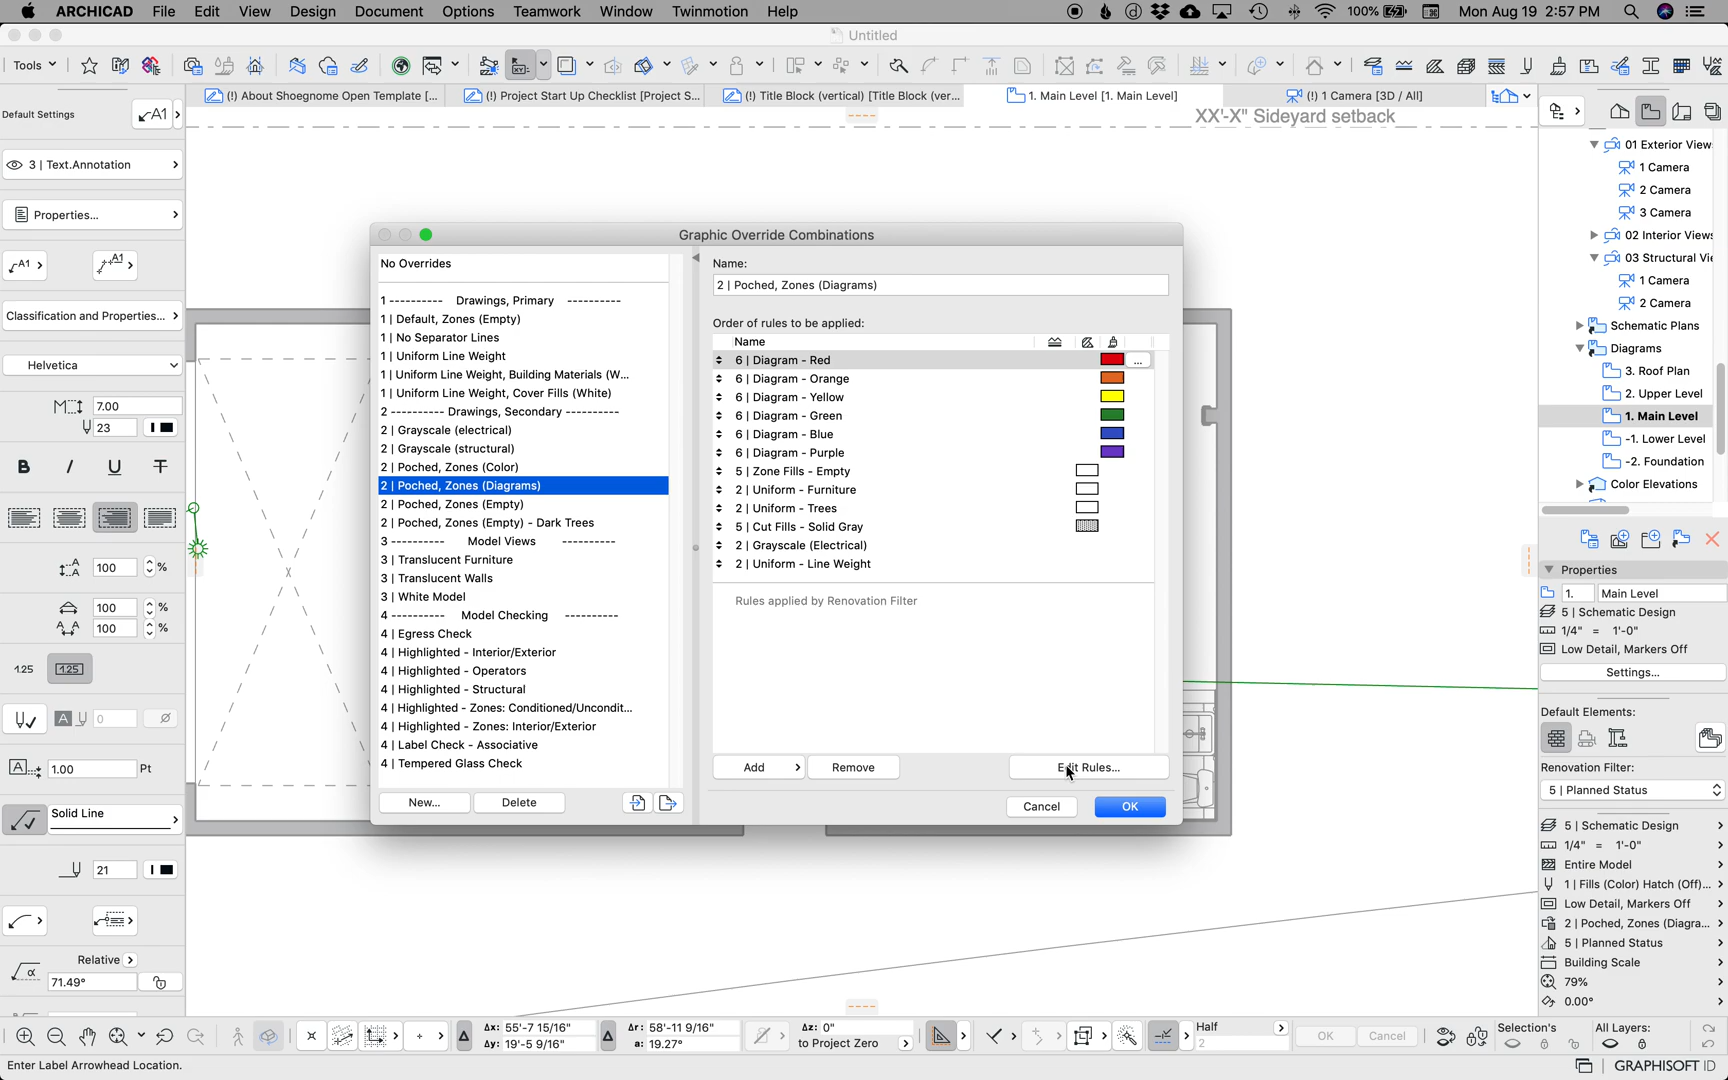 ARCHICAD File Edit View Design Document Options Teamwork Window Twinmotion Help 100% Mon Aug 19 2:57 PM
Untitled
Tools
(!) About Shoegnome Open Template [... (!) Project Start Up Checklist [Project S... (!) Title Block (vertical) [Title Block (ver... 1. Main Level [1. Main Level] (!) 1 Camera [3D / All]
Default Settings
A1
3 | Text.Annotation
Properties...
A1 A1
Classification and Properties...
Helvetica
7.00
23
B I U T
100 %
100 %
100 %
1.25 1.25
A 0
A 1.00 Pt
Solid Line
21
Relative
α 71.49°
XX'-X" Sideyard setback
Graphic Override Combinations
No Overrides
1 ---------- Drawings, Primary ----------
1 | Default, Zones (Empty)
1 | No Separator Lines
1 | Uniform Line Weight
1 | Uniform Line Weight, Building Materials (W...
1 | Uniform Line Weight, Cover Fills (White)
2 ---------- Drawings, Secondary ----------
2 | Grayscale (electrical)
2 | Grayscale (structural)
2 | Poched, Zones (Color)
2 | Poched, Zones (Diagrams)
2 | Poched, Zones (Empty)
2 | Poched, Zones (Empty) - Dark Trees
3 ---------- Model Views ----------
3 | Translucent Furniture
3 | Translucent Walls
3 | White Model
4 ---------- Model Checking ----------
4 | Egress Check
4 | Highlighted - Interior/Exterior
4 | Highlighted - Operators
4 | Highlighted - Structural
4 | Highlighted - Zones: Conditioned/Uncondit...
4 | Highlighted - Zones: Interior/Exterior
4 | Label Check - Associative
4 | Tempered Glass Check
New... Delete
Name:
2 | Poched, Zones (Diagrams)
Order of rules to be applied:
Name
6 | Diagram - Red ...
6 | Diagram - Orange
6 | Diagram - Yellow
6 | Diagram - Green
6 | Diagram - Blue
6 | Diagram - Purple
5 | Zone Fills - Empty
2 | Uniform - Furniture
2 | Uniform - Trees
5 | Cut Fills - Solid Gray
2 | Grayscale (Electrical)
2 | Uniform - Line Weight
Rules applied by Renovation Filter
Add Remove Edit Rules...
Cancel OK
01 Exterior View
1 Camera
2 Camera
3 Camera
02 Interior Views
03 Structural Vie
1 Camera
2 Camera
Schematic Plans
Diagrams
3. Roof Plan
2. Upper Level
1. Main Level
-1. Lower Level
-2. Foundation
Color Elevations
Properties
1. Main Level
5 | Schematic Design
1/4" = 1'-0"
Low Detail, Markers Off
Settings...
Default Elements:
Renovation Filter:
5 | Planned Status
5 | Schematic Design
1/4" = 1'-0"
Entire Model
1 | Fills (Color) Hatch (Off)...
Low Detail, Markers Off
2 | Poched, Zones (Diagra...
5 | Planned Status
Building Scale
79%
0.00°
Δx: 55'-7 15/16" Δr: 58'-11 9/16" Δz: 0" Half OK Cancel Selection's All Layers:
Δy: 19'-5 9/16" a: 19.27° to Project Zero 2
Enter Label Arrowhead Location. GRAPHISOFT ID